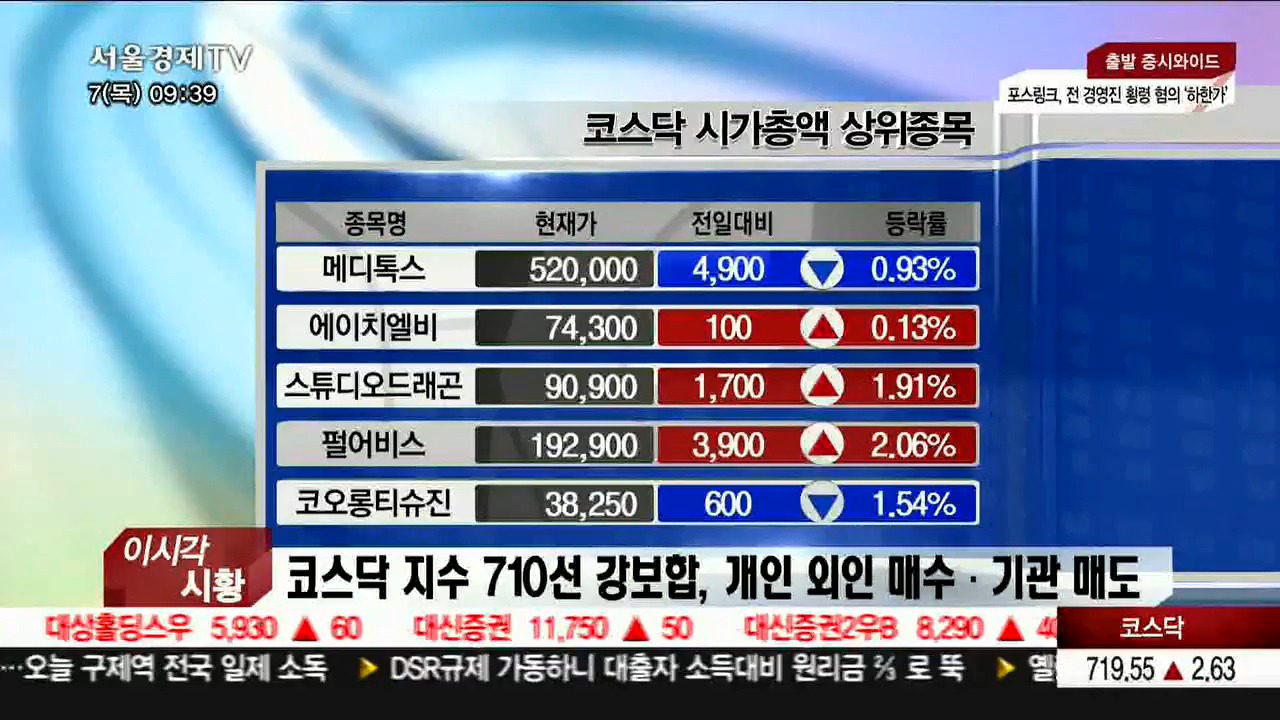 서울경제TV
7(목) 09:39
출발 증시와이드
포스링크, 전 경영진 횡령 혐의 '하한가'
코스닥 시가총액 상위종목
종목명 현재가 전일대비 등락률
메디톡스 520,000 4,900 ▼ 0.93%
에이치엘비 74,300 100 ▲ 0.13%
스튜디오드래곤 90,900 1,700 ▲ 1.91%
펄어비스 192,900 3,900 ▲ 2.06%
코오롱티슈진 38,250 600 ▼ 1.54%
이시각
시황
코스닥 지수 710선 강보합, 개인 외인 매수·기관 매도
대상홀딩스우 5,930 ▲ 60 대신증권 11,750 ▲ 50 대신증권2우B 8,290 ▲ 40
코스닥
…오늘 구제역 전국 일제 소독 ▶ DSR규제 가동하니 대출자 소득대비 원리금 ⅔ 로 뚝 ▶ 옐
719.55 ▲ 2.63